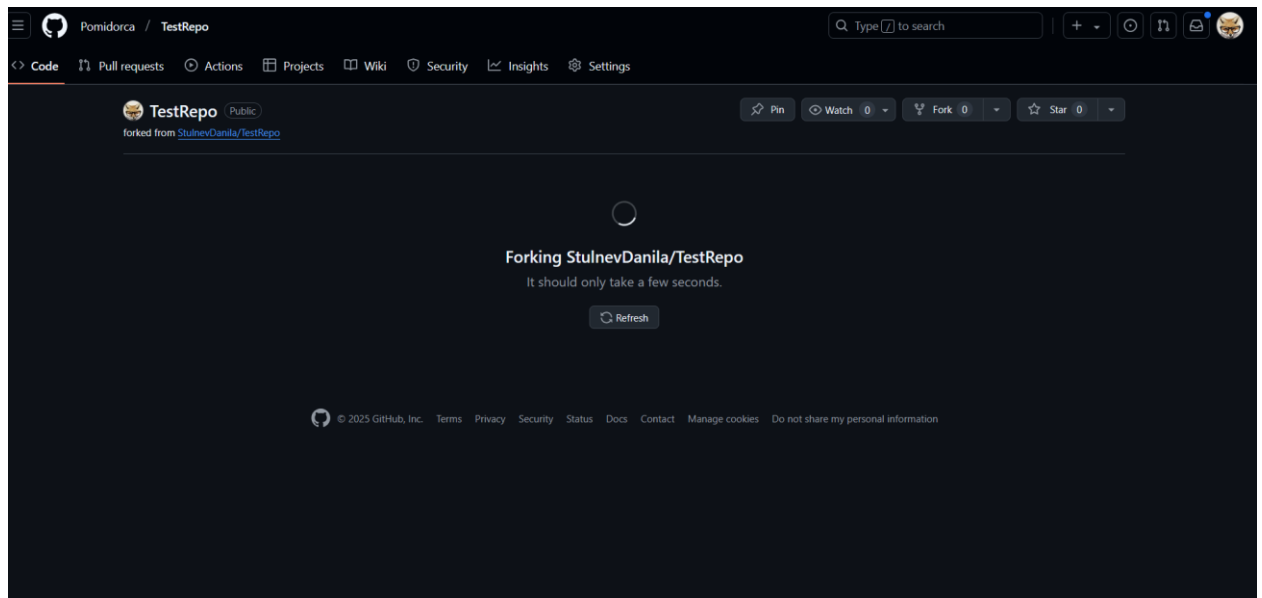 Pomidorca / TestRepo
Type / to search
Code Pull requests Actions Projects Wiki Security Insights Settings
TestRepo Public
Pin Watch 0 Fork 0 Star 0
forked from StulnevDanila/TestRepo
Forking StulnevDanila/TestRepo
It should only take a few seconds.
Refresh
© 2025 GitHub, Inc. Terms Privacy Security Status Docs Contact Manage cookies Do not share my personal information